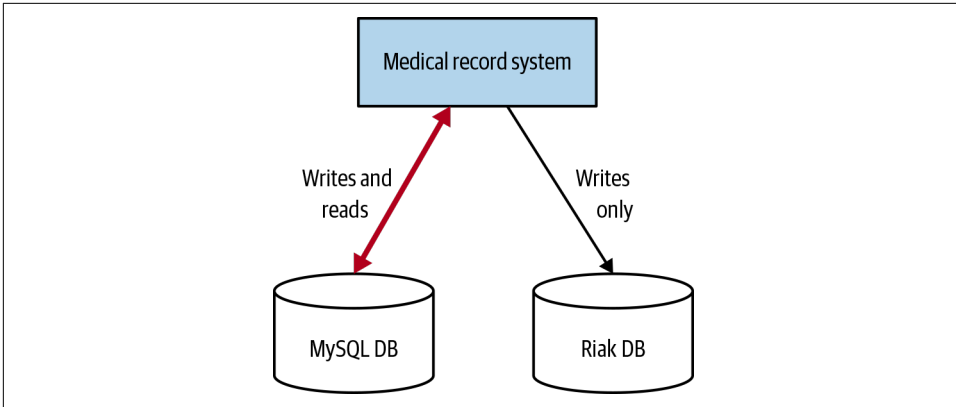 Medical record system
Writes and
reads
Writes
only
MySQL DB
Riak DB